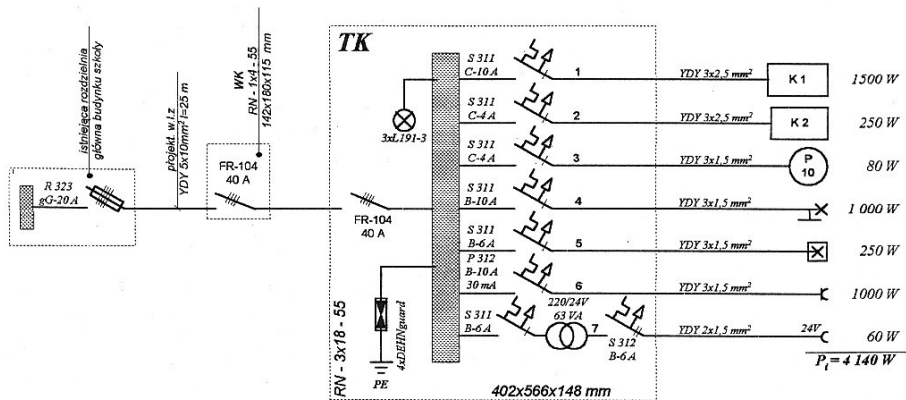 istniejąca rozdzielnia
główna budynku szkoły
R 323
gG-20 A
projekt. w.l.z
YDY 5x10mm² l=25 m
WK
RN - 1x4 - 55
142x180x115 mm
FR-104
40 A
TK
FR-104
40 A
3xL191-3
4xDEHNguard
PE
RN - 3x18 - 55
402x566x148 mm
S 311
C-10 A
1
YDY 3x2,5 mm²
K 1
1500 W
S 311
C-4 A
2
YDY 3x2,5 mm²
K 2
250 W
S 311
C-4 A
3
YDY 3x1,5 mm²
P
10
80 W
S 311
B-10 A
4
YDY 3x1,5 mm²
1 000 W
S 311
B-6 A
5
YDY 3x1,5 mm²
250 W
P 312
B-10 A
30 mA
6
YDY 3x1,5 mm²
1000 W
S 311
B-6 A
220/24V
63 VA
7
S 312
B-6 A
YDY 2x1,5 mm²
24V
60 W
Pᵢ = 4 140 W